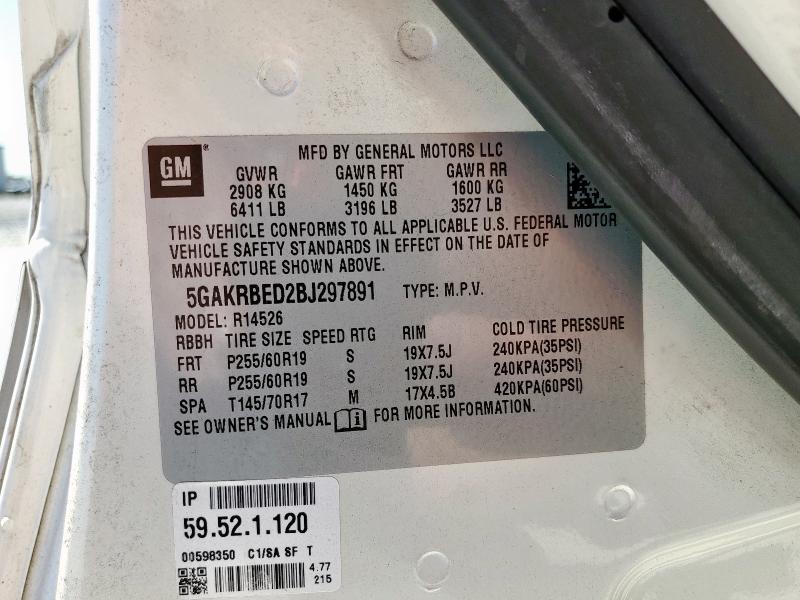 GM
MFD BY GENERAL MOTORS LLC
GVWR GAWR FRT GAWR RR
2908 KG 1450 KG 1600 KG
6411 LB 3196 LB 3527 LB
THIS VEHICLE CONFORMS TO ALL APPLICABLE U.S. FEDERAL MOTOR
VEHICLE SAFETY STANDARDS IN EFFECT ON THE DATE OF
MANUFACTURE SHOWN ABOVE.
5GAKRBED2BJ297891 TYPE: M.P.V.
MODEL: R14526
RBBH TIRE SIZE SPEED RTG RIM COLD TIRE PRESSURE
FRT P255/60R19 S 19X7.5J 240KPA(35PSI)
RR P255/60R19 S 19X7.5J 240KPA(35PSI)
SPA T145/70R17 M 17X4.5B 420KPA(60PSI)
SEE OWNER'S MANUAL FOR MORE INFORMATION.
IP
59.52.1.120
00598350 C1/SA SF T
4.77
215